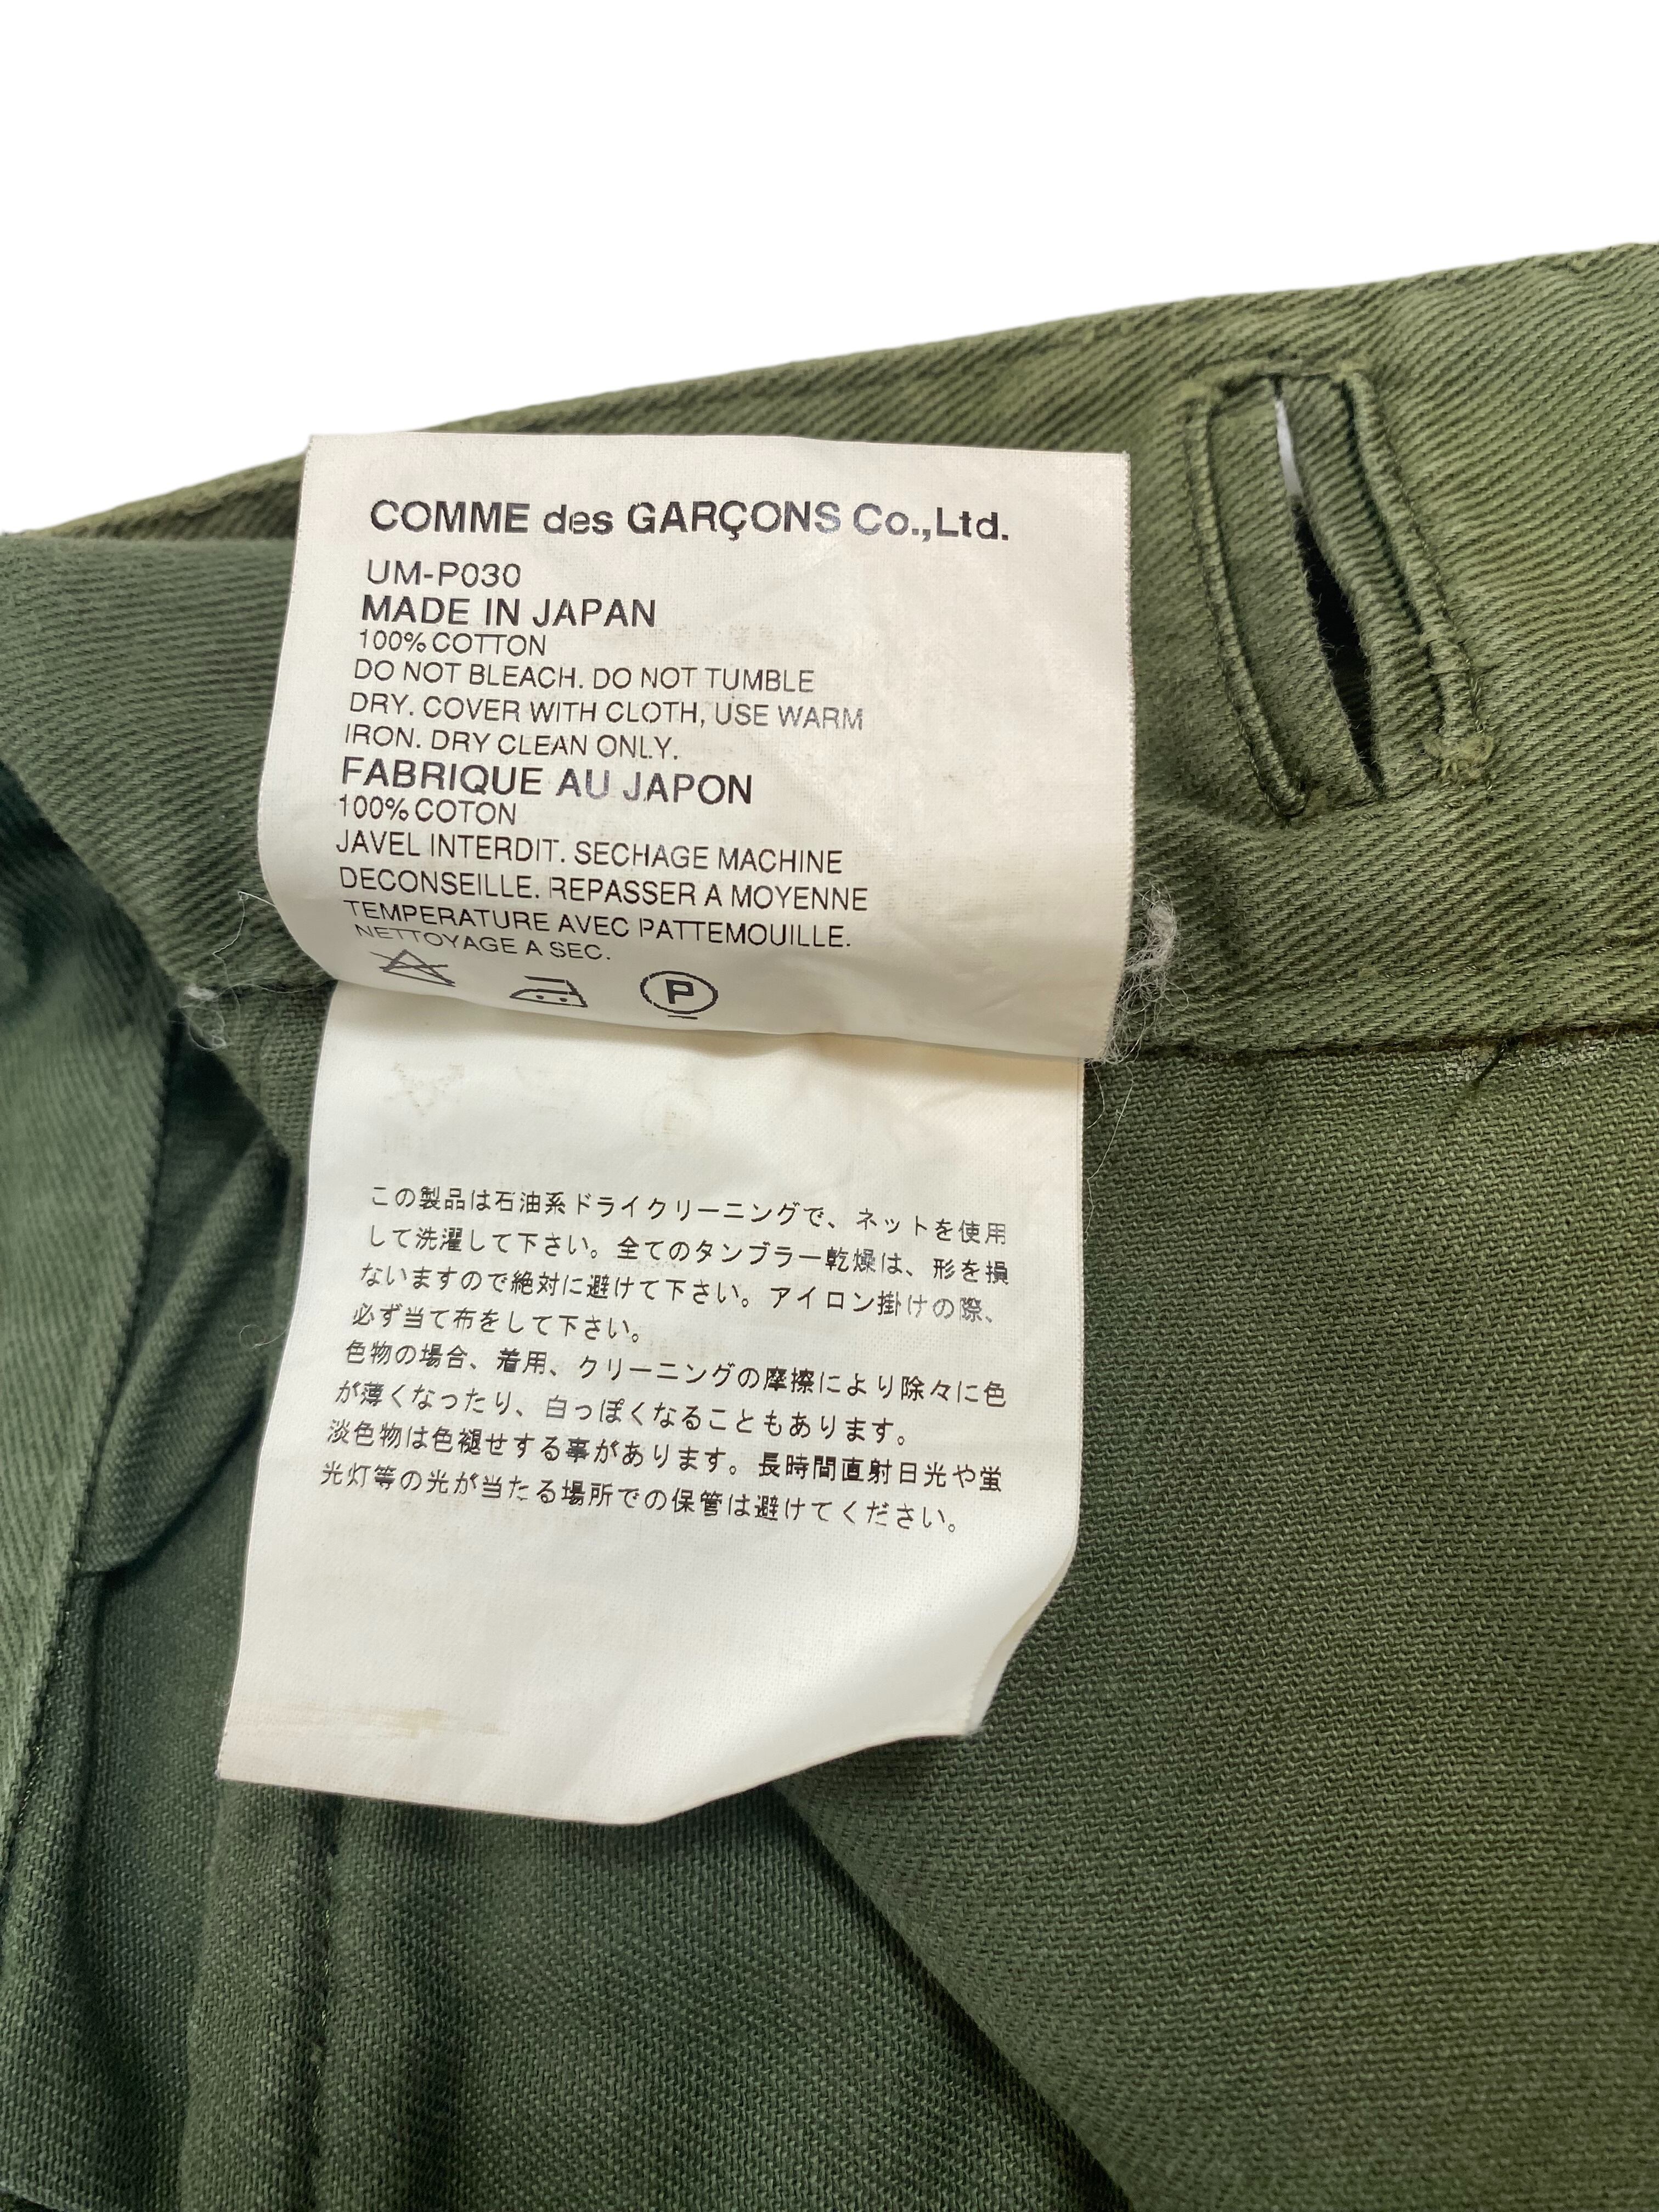 COMME des GARÇONS Co.,Ltd.
UM-P030
MADE IN JAPAN
100% COTTON
DO NOT BLEACH. DO NOT TUMBLE
DRY. COVER WITH CLOTH, USE WARM
IRON. DRY CLEAN ONLY.
FABRIQUE AU JAPON
100% COTON
JAVEL INTERDIT. SECHAGE MACHINE
DECONSEILLE. REPASSER A MOYENNE
TEMPERATURE AVEC PATTEMOUILLE.
NETTOYAGE A SEC.
P
この製品は石油系ドライクリーニングで、ネットを使用
して洗濯して下さい。全てのタンブラー乾燥は、形を損
ないますので絶対に避けて下さい。アイロン掛けの際、
必ず当て布をして下さい。
色物の場合、着用、クリーニングの摩擦により除々に色
が薄くなったり、白っぽくなることもあります。
淡色物は色褪せする事があります。長時間直射日光や蛍
光灯等の光が当たる場所での保管は避けてください。